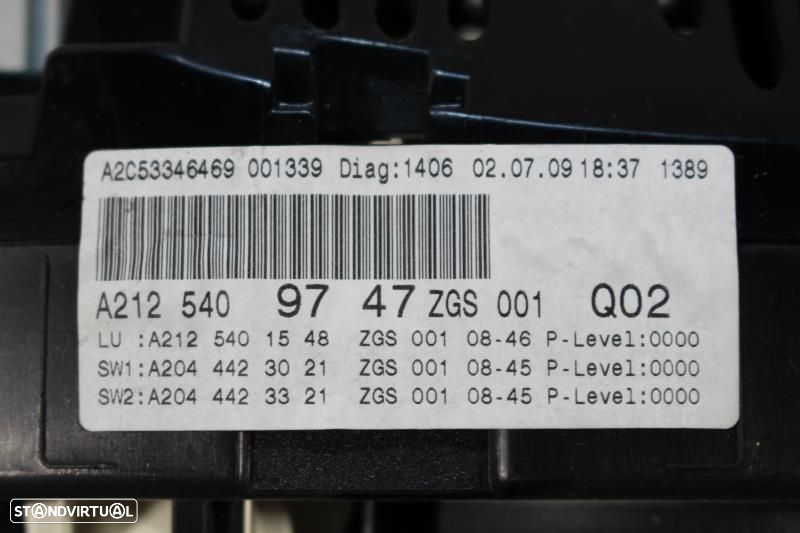 A2C53346469 001339 Diag:1406 02.07.09 18:37 1389
A212 540 97 47 ZGS 001 Q02
LU :A212 540 15 48 ZGS 001 08-46 P-Level:0000
SW1:A204 442 30 21 ZGS 001 08-45 P-Level:0000
SW2:A204 442 33 21 ZGS 001 08-45 P-Level:0000
STANDVIRTUAL